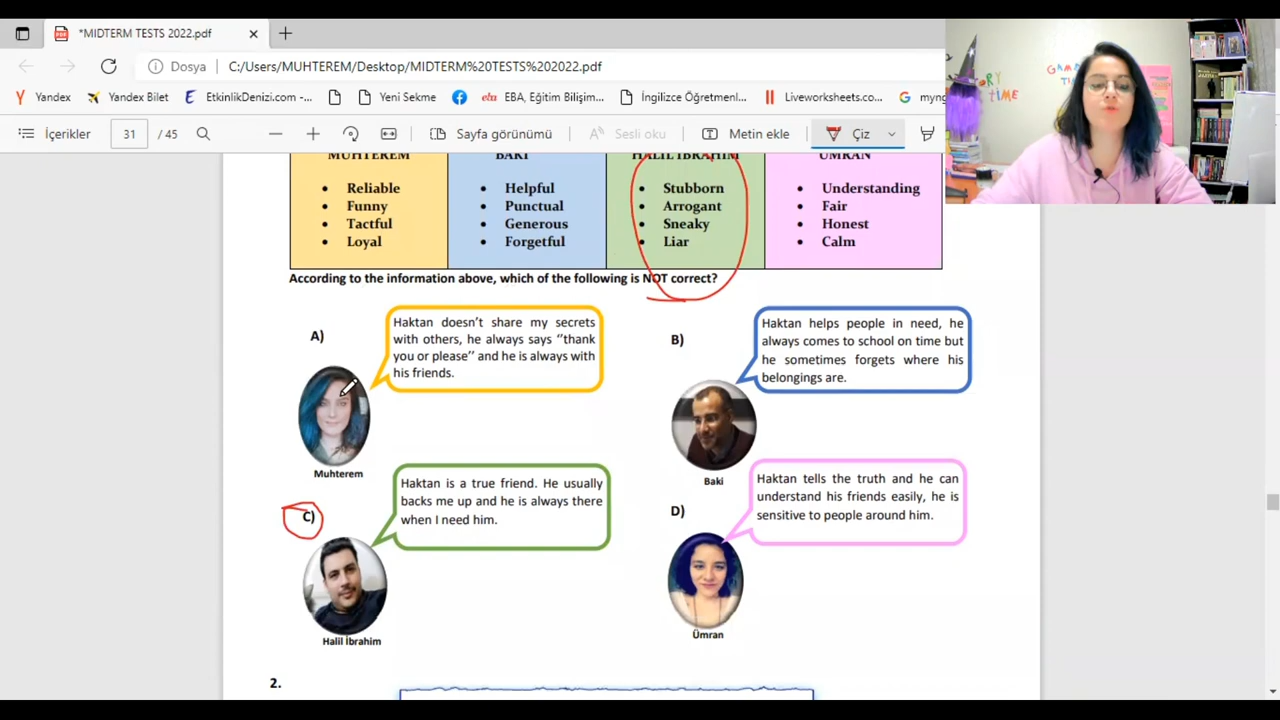 *MIDTERM TESTS 2022.pdf
Dosya C:/Users/MUHTEREM/Desktop/MIDTERM%20TESTS%202022.pdf
Yandex Yandex Bilet EtkinlikDenizi.com -... Yeni Sekme EBA, Eğitim Bilişim... İngilizce Öğretmenl... Liveworksheets.co... myng
İçerikler 31 / 45 Sayfa görünümü Sesli oku Metin ekle Çiz
MUHTEREM BAKİ HALİL İBRAHİM ÜMRAN
• Reliable • Helpful • Stubborn • Understanding
• Funny • Punctual • Arrogant • Fair
• Tactful • Generous • Sneaky • Honest
• Loyal • Forgetful • Liar • Calm
According to the information above, which of the following is NOT correct?
A)
Haktan doesn't share my secrets
with others, he always says "thank
you or please" and he is always with
his friends.
Muhterem
B)
Haktan helps people in need, he
always comes to school on time but
he sometimes forgets where his
belongings are.
Baki
C)
Haktan is a true friend. He usually
backs me up and he is always there
when I need him.
Halil İbrahim
D)
Haktan tells the truth and he can
understand his friends easily, he is
sensitive to people around him.
Ümran
2.